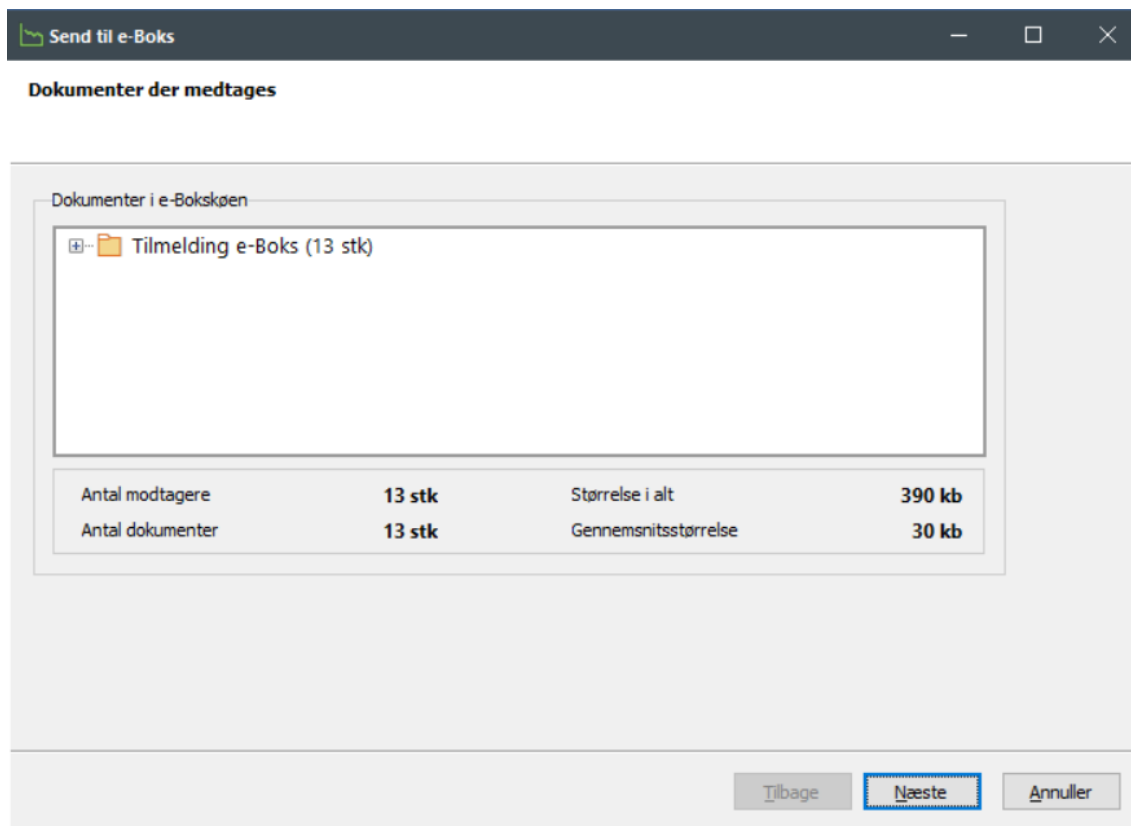 Send til e-Boks
Dokumenter der medtages
Dokumenter i e-Bokskøen
Tilmelding e-Boks (13 stk)
Antal modtagere 13 stk Størrelse i alt 390 kb
Antal dokumenter 13 stk Gennemsnitsstørrelse 30 kb
Tilbage Næste Annuller